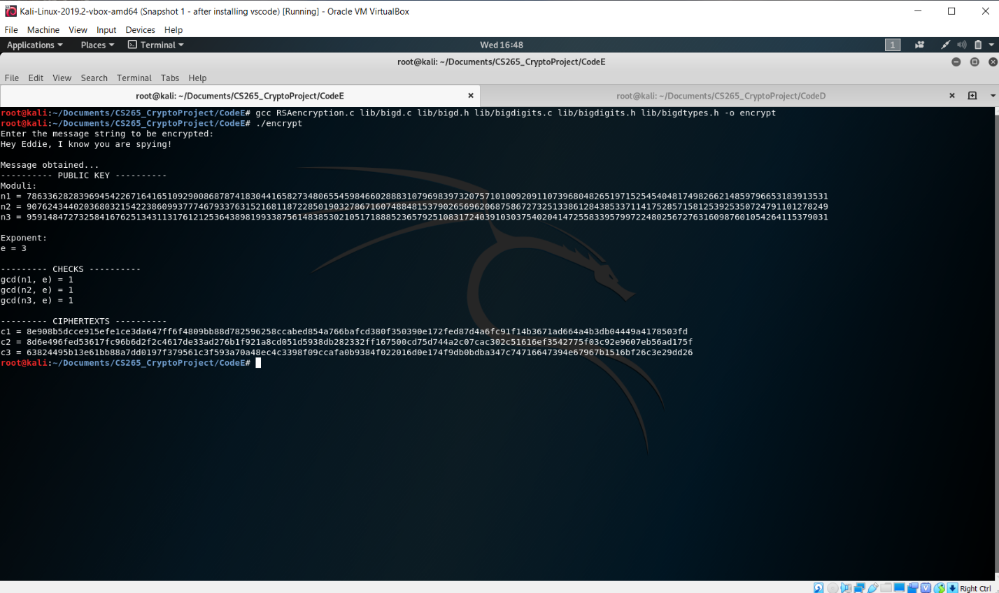 Kali-Linux-2019.2-vbox-amd64 (Snapshot 1 - after installing vscode) [Running] - Oracle VM VirtualBox
File Machine View Input Devices Help
Applications Places Terminal Wed 16:48 1
root@kali: ~/Documents/CS265_CryptoProject/CodeE
File Edit View Search Terminal Tabs Help
root@kali: ~/Documents/CS265_CryptoProject/CodeE root@kali: ~/Documents/CS265_CryptoProject/CodeD
root@kali:~/Documents/CS265_CryptoProject/CodeE# gcc RSAencryption.c lib/bigd.c lib/bigd.h lib/bigdigits.c lib/bigdigits.h lib/bigdtypes.h -o encrypt
root@kali:~/Documents/CS265_CryptoProject/CodeE# ./encrypt
Enter the message string to be encrypted:
Hey Eddie, I know you are spying!
Message obtained...
---------- PUBLIC KEY ----------
Moduli:
n1 = 7863362828396945422671641651092900868787418304416582734806554598466028883107969839732075710100920911073968048265197152545404817498266214859796653183913531
n2 = 9076243440203680321542238609937774679337631521681187228501903278671607488481537902656962068758672732513386128438533711417528571581253925350724791101278249
n3 = 9591484727325841676251343113176121253643898199338756148385302105171888523657925108317240391030375402041472558339579972248025672763160987601054264115379031
Exponent:
e = 3
--------- CHECKS ----------
gcd(n1, e) = 1
gcd(n2, e) = 1
gcd(n3, e) = 1
--------- CIPHERTEXTS ----------
c1 = 8e908b5dcce915efe1ce3da647ff6f4809bb88d782596258ccabed854a766bafcd380f350390e172fed87d4a6fc91f14b3671ad664a4b3db04449a4178503fd
c2 = 8d6e496fed53617fc96b6d2f2c4617de33ad276b1f921a8cd051d5938db282332ff167500cd75d744a2c07cac302c51616ef3542775f03c92e9607eb56ad175f
c3 = 63824495b13e61bb88a7dd0197f379561c3f593a70a48ec4c3398f09ccafa0b9384f022016d0e174f9db0bdba347c74716647394e67967b1516bf26c3e29dd26
root@kali:~/Documents/CS265_CryptoProject/CodeE#
Right Ctrl